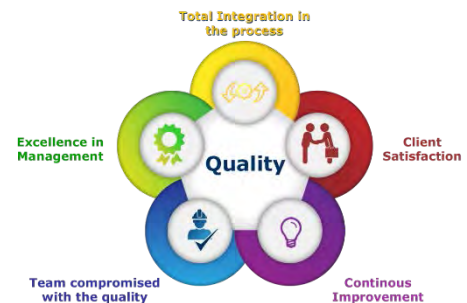 Total Integration in
the process
Excellence in
Management
Quality
Client
Satisfaction
Team compromised
with the quality
Continous
Improvement